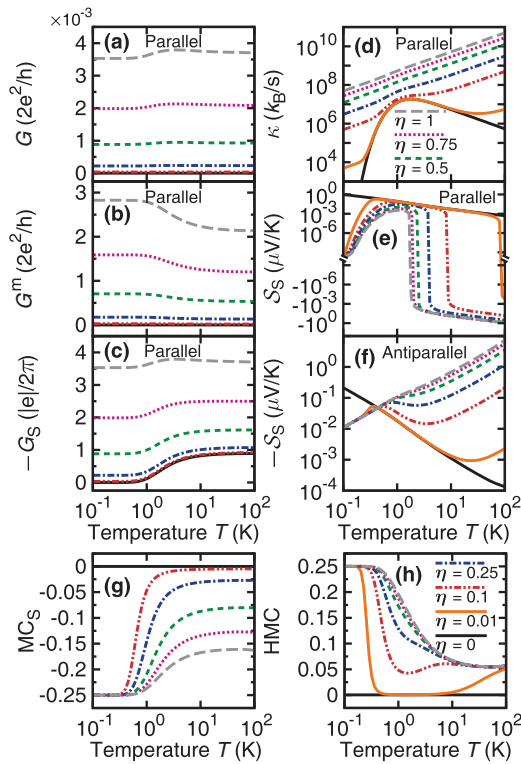 ×10⁻³
(a) Parallel
G (2e²/h)
4
3
2
1
0
(b) Parallel
Gᵐ (2e²/h)
3
2
1
0
(c) Parallel
−G_S (|e|/2π)
4
3
2
1
0
10⁻¹ 10⁰ 10¹ 10²
Temperature T (K)
(d) Parallel
κ (k_B/s)
10¹⁰
10⁸
10⁶
10⁴
η = 1
η = 0.75
η = 0.5
(e) Parallel
S_S (μV/K)
10⁰
10⁻³
10⁻⁶
-10⁻⁶
-10⁻³
-10⁰
(f) Antiparallel
−S_S (μV/K)
10⁰
10⁻¹
10⁻²
10⁻³
10⁻⁴
10⁻¹ 10⁰ 10¹ 10²
Temperature T (K)
(g)
MC_S
0
-0.05
-0.10
-0.15
-0.20
-0.25
10⁻¹ 10⁰ 10¹ 10²
Temperature T (K)
(h)
HMC
0.25
0.20
0.15
0.10
0.05
0
η = 0.25
η = 0.1
η = 0.01
η = 0
10⁻¹ 10⁰ 10¹ 10²
Temperature T (K)